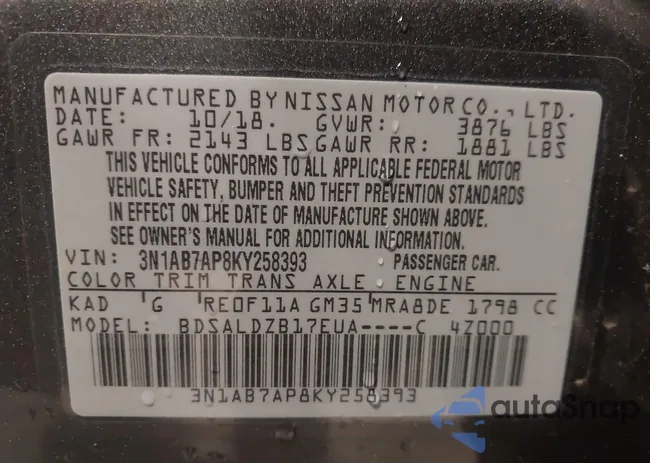 MANUFACTURED BY NISSAN MOTOR CO., LTD.
DATE: 10/18. GVWR: 3876 LBS
GAWR FR: 2143 LBS GAWR RR: 1881 LBS
THIS VEHICLE CONFORMS TO ALL APPLICABLE FEDERAL MOTOR
VEHICLE SAFETY, BUMPER AND THEFT PREVENTION STANDARDS
IN EFFECT ON THE DATE OF MANUFACTURE SHOWN ABOVE.
SEE OWNER'S MANUAL FOR ADDITIONAL INFORMATION.
VIN: 3N1AB7AP8KY258393 PASSENGER CAR.
COLOR TRIM TRANS AXLE ENGINE
KAD 'G 'RE0F11A GM35 MRA8DE 1798 CC
MODEL: BDSALDZB17EUA----C 4Z000
3N1AB7AP8KY258393
autoSnap